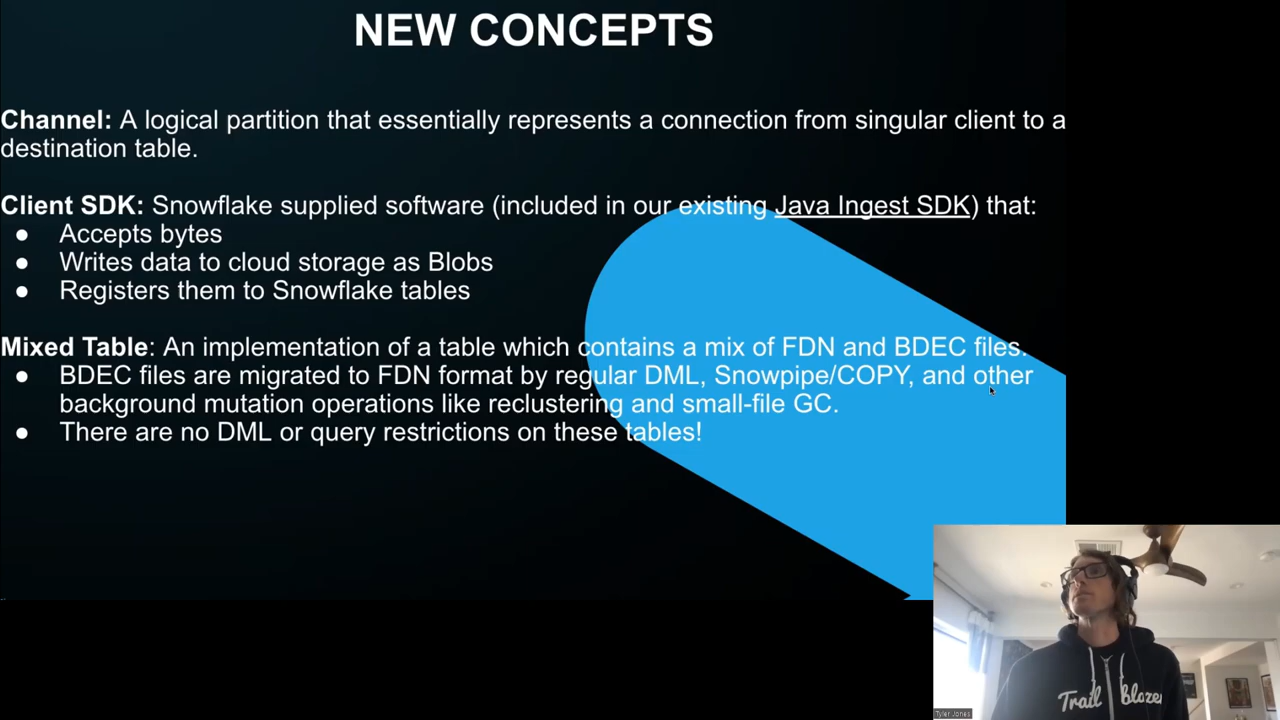 NEW CONCEPTS
Channel: A logical partition that essentially represents a connection from singular client to a
destination table.
Client SDK: Snowflake supplied software (included in our existing Java Ingest SDK) that:
● Accepts bytes
● Writes data to cloud storage as Blobs
● Registers them to Snowflake tables
Mixed Table: An implementation of a table which contains a mix of FDN and BDEC files.
● BDEC files are migrated to FDN format by regular DML, Snowpipe/COPY, and other
background mutation operations like reclustering and small-file GC.
● There are no DML or query restrictions on these tables!
Trail Blazer
Tyler Jones